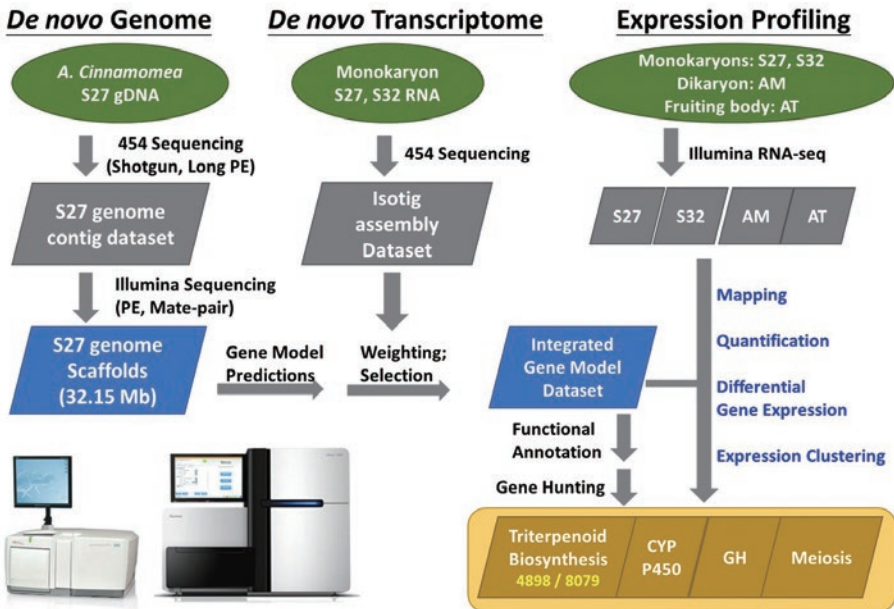 De novo Genome
A. Cinnamomea
S27 gDNA
454 Sequencing
(Shotgun, Long PE)
S27 genome
contig dataset
Illumina Sequencing
(PE, Mate-pair)
S27 genome
Scaffolds
(32.15 Mb)
Gene Model
Predictions
De novo Transcriptome
Monokaryon
S27, S32 RNA
454 Sequencing
Isotig
assembly
Dataset
Weighting;
Selection
Expression Profiling
Monokaryons: S27, S32
Dikaryon: AM
Fruiting body: AT
Illumina RNA-seq
S27
S32
AM
AT
Mapping
Quantification
Differential
Gene Expression
Expression Clustering
Integrated
Gene Model
Dataset
Functional
Annotation
Gene Hunting
Triterpenoid
Biosynthesis
4898 / 8079
CYP
P450
GH
Meiosis